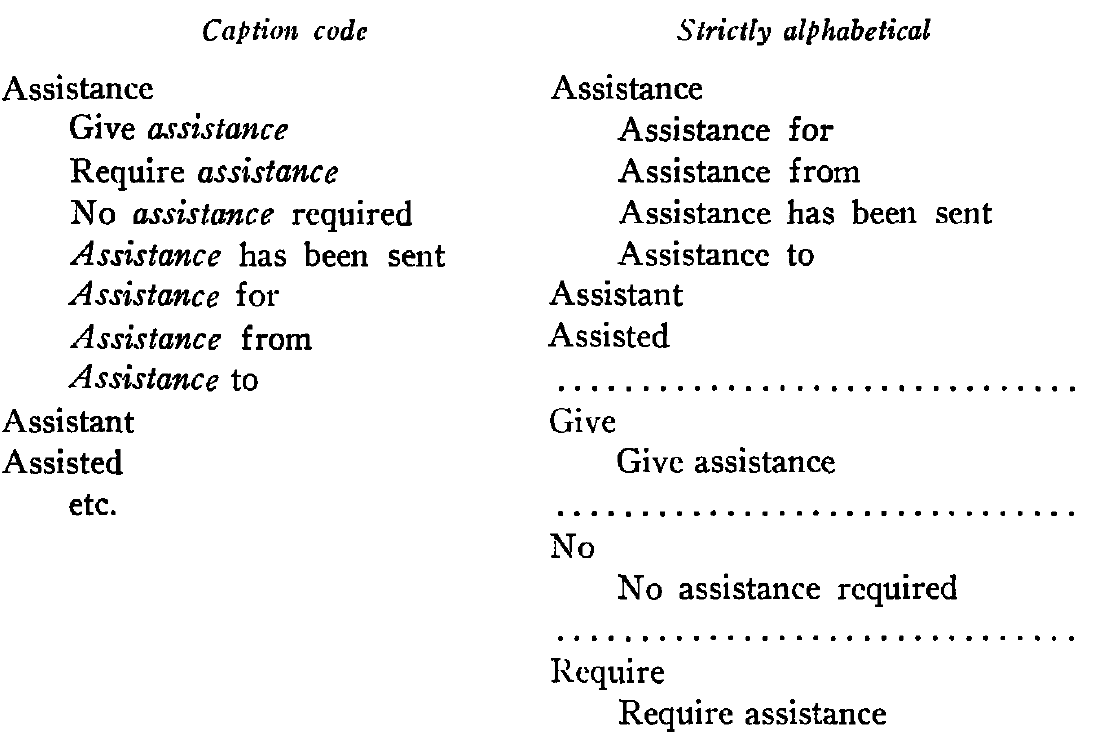 Caption code
Assistance
Give assistance
Require assistance
No assistance required
Assistance has been sent
Assistance for
Assistance from
Assistance to
Assistant
Assisted
etc.
Strictly alphabetical
Assistance
Assistance for
Assistance from
Assistance has been sent
Assistance to
Assistant
Assisted
...............................
Give
Give assistance
...............................
No
No assistance required
...............................
Require
Require assistance